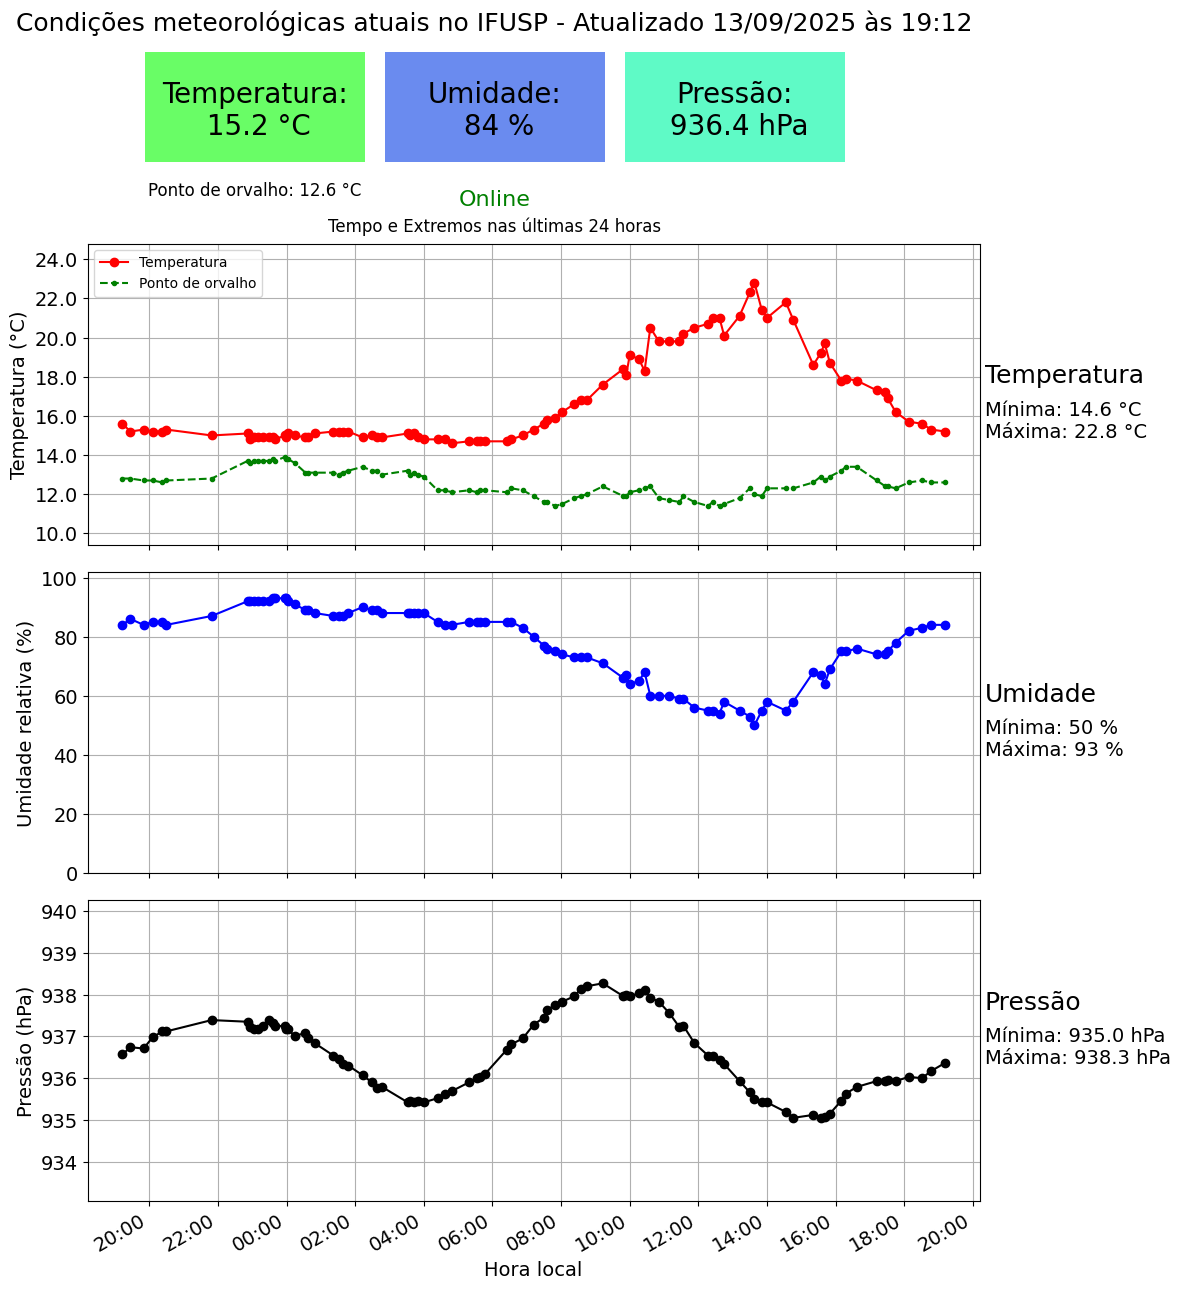 Condições meteorológicas atuais no IFUSP - Atualizado 13/09/2025 às 19:12
Temperatura:
15.2 °C
Umidade:
84 %
Pressão:
936.4 hPa
Ponto de orvalho: 12.6 °C
Online
Tempo e Extremos nas últimas 24 horas
Temperatura
Ponto de orvalho
Temperatura (°C)
24.0
22.0
20.0
18.0
16.0
14.0
12.0
10.0
Temperatura
Mínima: 14.6 °C
Máxima: 22.8 °C
Umidade relativa (%)
100
80
60
40
20
0
Umidade
Mínima: 50 %
Máxima: 93 %
Pressão (hPa)
940
939
938
937
936
935
934
Pressão
Mínima: 935.0 hPa
Máxima: 938.3 hPa
20:00
22:00
00:00
02:00
04:00
06:00
08:00
10:00
12:00
14:00
16:00
18:00
20:00
Hora local